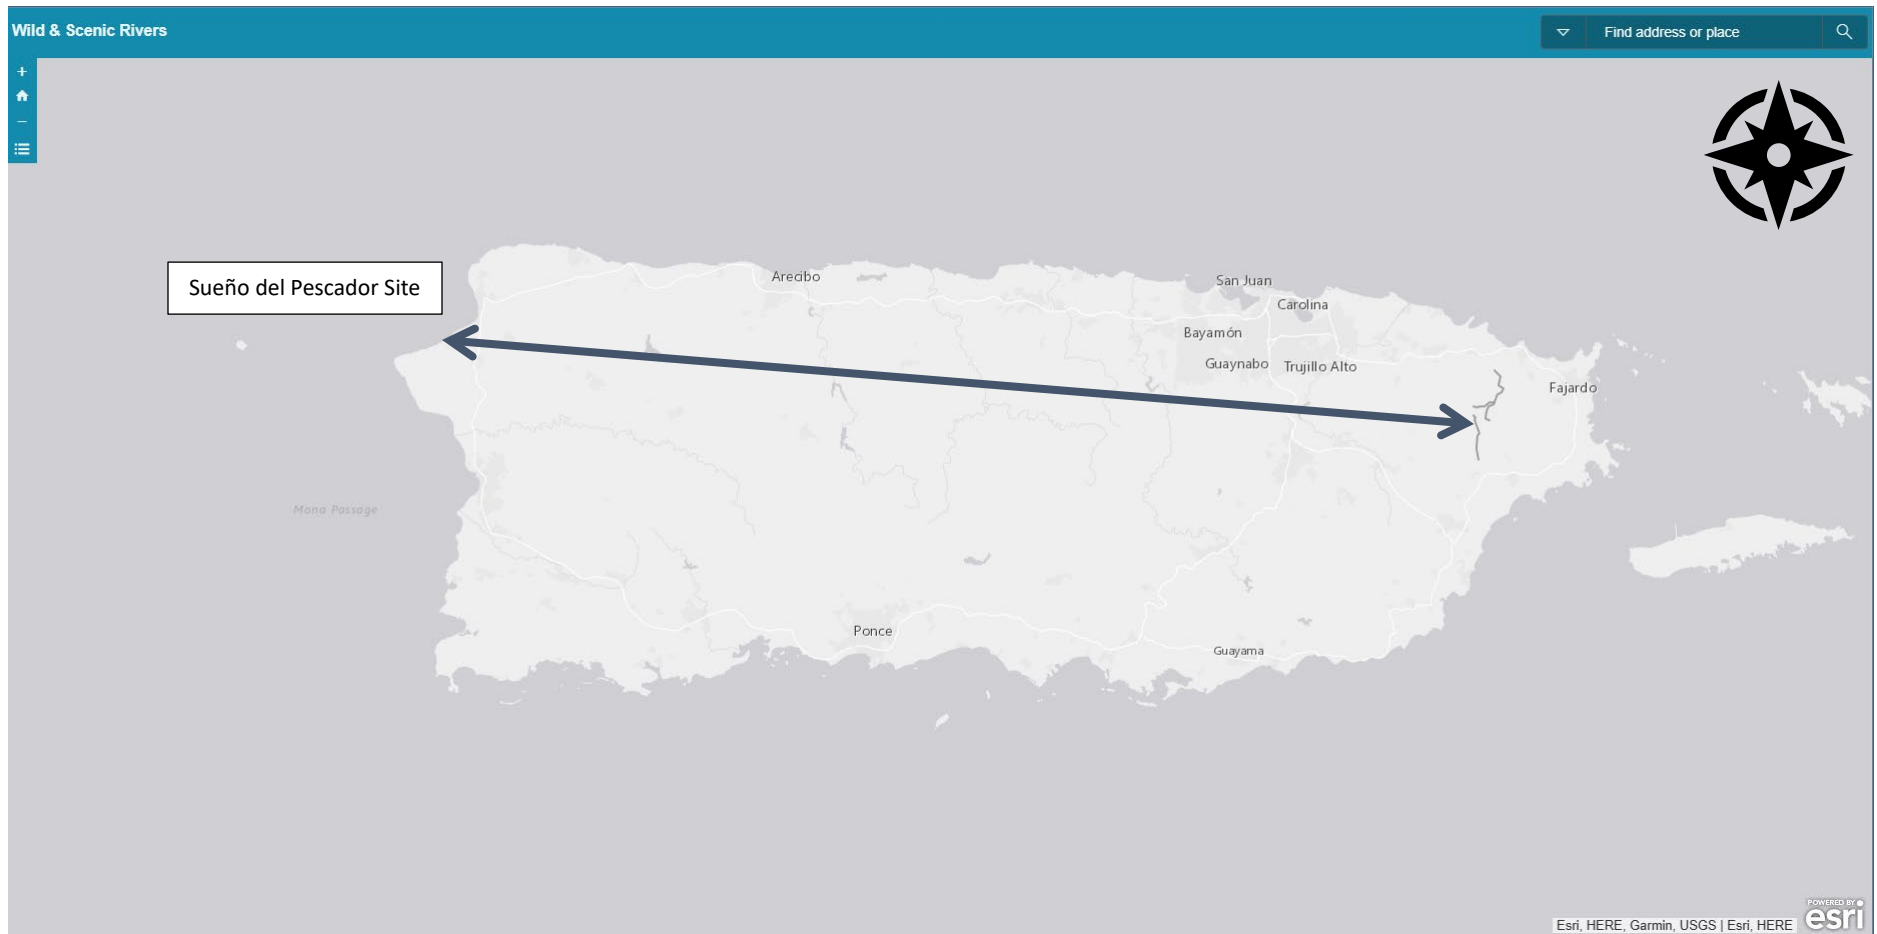 Wild & Scenic Rivers
Find address or place
Sueño del Pescador Site
Arecibo
San Juan
Carolina
Bayamón
Guaynabo
Trujillo Alto
Fajardo
Mona Passage
Ponce
Guayama
POWERED BY
esri
Esri, HERE, Garmin, USGS | Esri, HERE